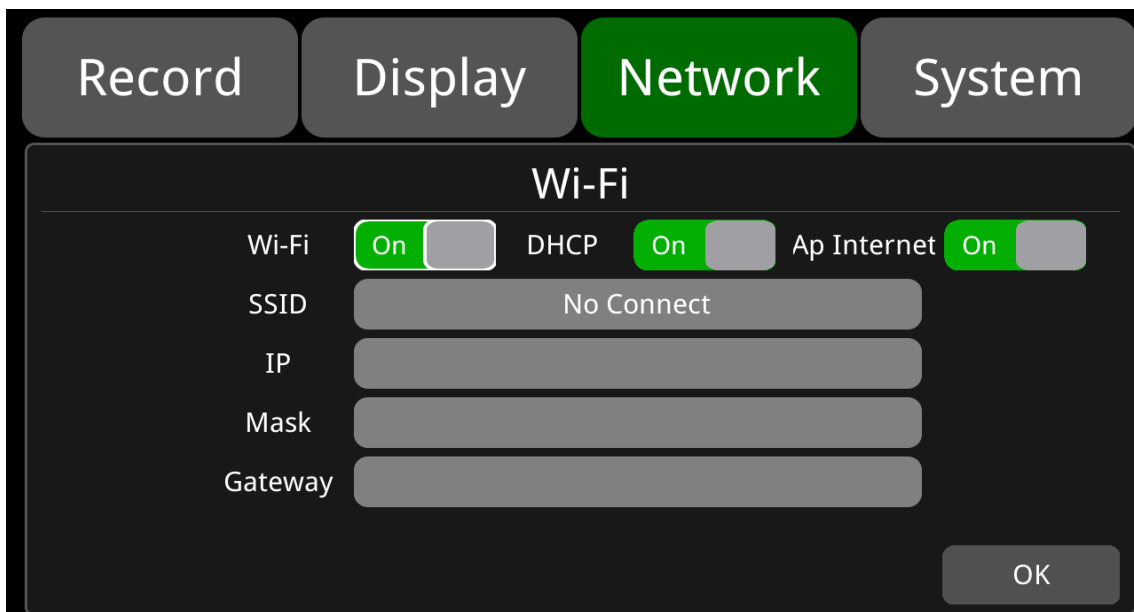 Record Display Network System
Wi-Fi
Wi-Fi On DHCP On Ap Internet On
SSID No Connect
IP
Mask
Gateway
OK